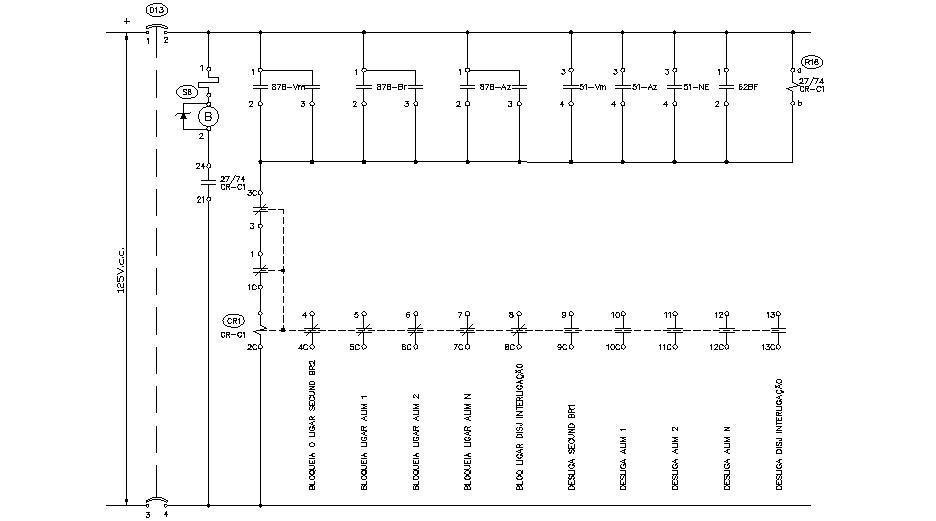 D13
+
1 2
1
S8
B
2
24
27/74
CR-C1
21
1
87B-Vm
2 3
1
87B-Br
2 3
1
87B-Az
2 3
3
51-Vm
4
3
51-Az
4
3
51-NE
4
1
62BF
2
R18
a
27/74
CR-C1
b
125V.c.c.
3C
3
1
1C
CR1
CR-C1
2C
4 5 6 7 8 9 10 11 12 13
4C 5C 6C 7C 8C 9C 10C 11C 12C 13C
BLOQUEIA O LIGAR SECUND BR2
BLOQUEIA LIGAR ALIM 1
BLOQUEIA LIGAR ALIM 2
BLOQUEIA LIGAR ALIM N
BLOQ LIGAR DISJ INTERLIGAÇÃO
DESLIGA SECUND BR1
DESLIGA ALIM 1
DESLIGA ALIM 2
DESLIGA ALIM N
DESLIGA DISJ INTERLIGAÇÃO
3 4